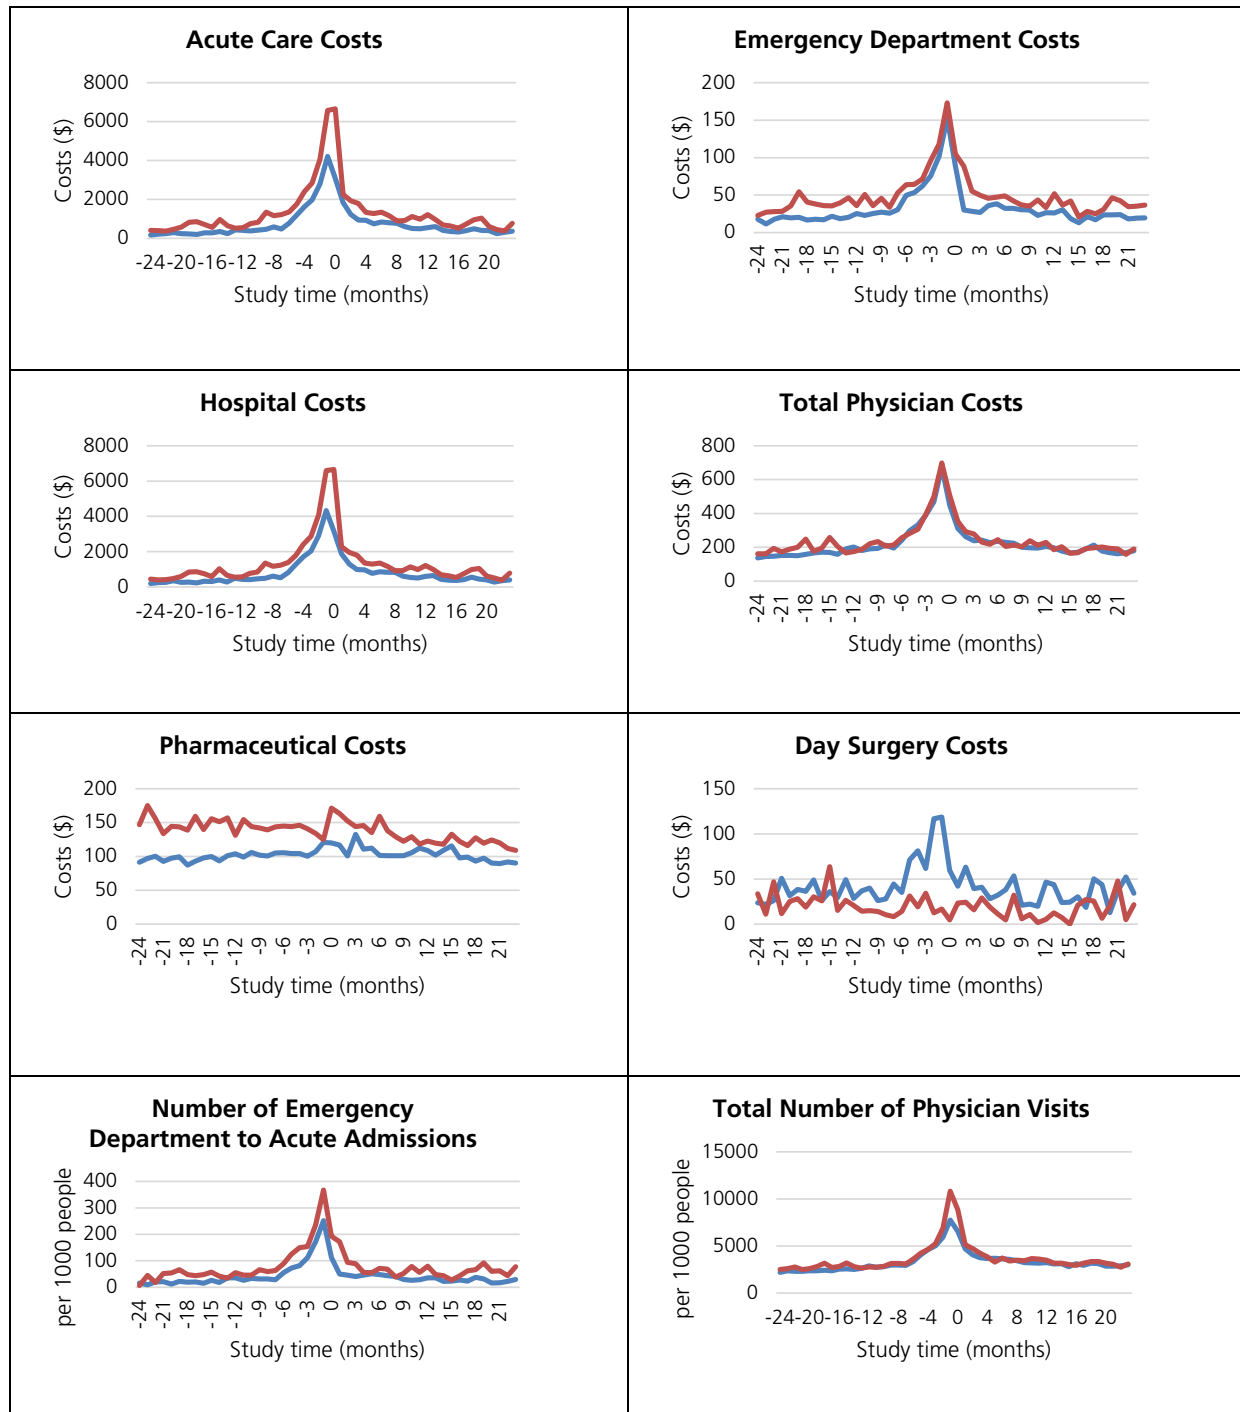 Acute Care Costs
8000
6000
4000
2000
0
Costs ($)
-24-20-16-12 -8 -4 0 4 8 12 16 20
Study time (months)
Emergency Department Costs
200
150
100
50
0
Costs ($)
-24 -21 -18 -15 -12 -9 -6 -3 0 3 6 9 12 15 18 21
Study time (months)
Hospital Costs
8000
6000
4000
2000
0
Costs ($)
-24-20-16-12 -8 -4 0 4 8 12 16 20
Study time (months)
Total Physician Costs
800
600
400
200
0
Costs ($)
-24 -21 -18 -15 -12 -9 -6 -3 0 3 6 9 12 15 18 21
Study time (months)
Pharmaceutical Costs
200
150
100
50
0
Costs ($)
-24 -21 -18 -15 -12 -9 -6 -3 0 3 6 9 12 15 18 21
Study time (months)
Day Surgery Costs
150
100
50
0
Costs ($)
-24 -21 -18 -15 -12 -9 -6 -3 0 3 6 9 12 15 18 21
Study time (months)
Number of Emergency
Department to Acute Admissions
400
300
200
100
0
per 1000 people
-24 -21 -18 -15 -12 -9 -6 -3 0 3 6 9 12 15 18 21
Study time (months)
Total Number of Physician Visits
15000
10000
5000
0
per 1000 people
-24-20-16-12 -8 -4 0 4 8 12 16 20
Study time (months)